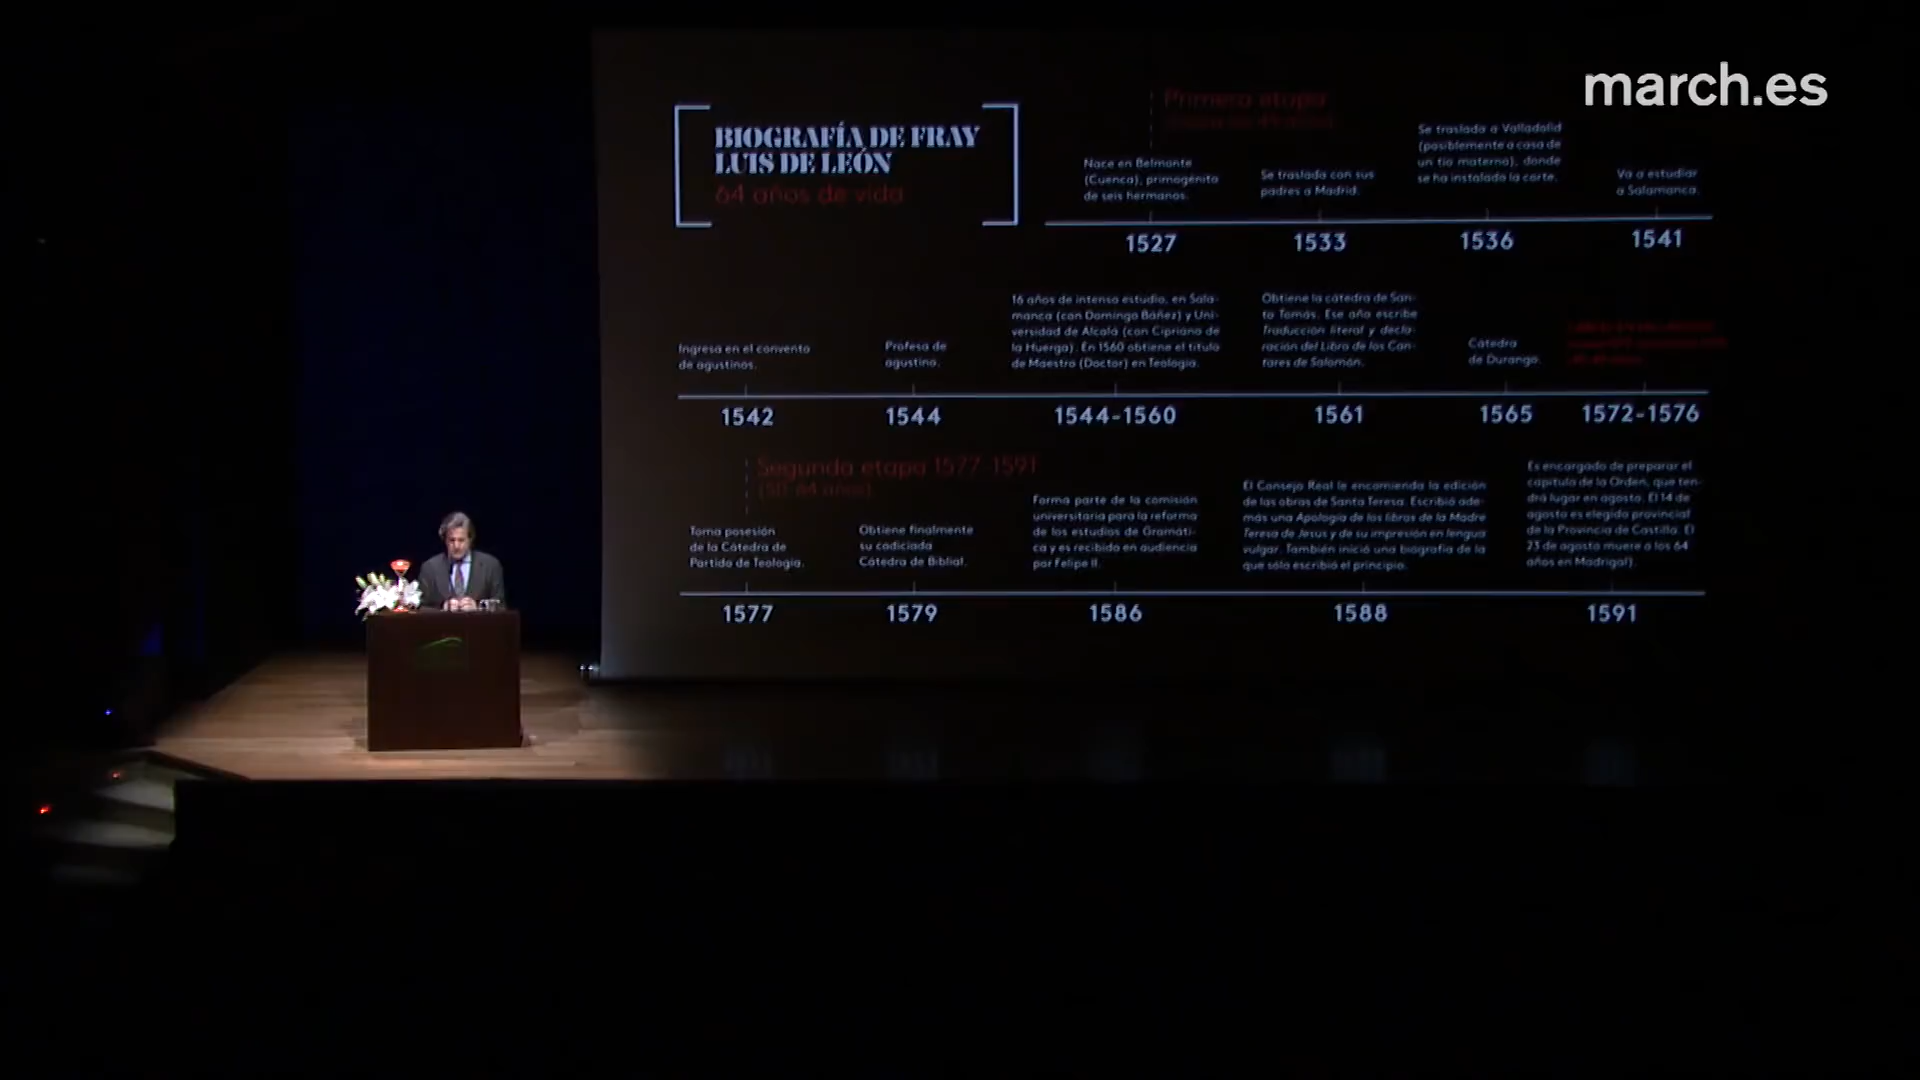 march.es
BIOGRAFÍA DE FRAY
LUIS DE LEÓN
64 años de vida
Primera etapa
Nace en Belmonte
(Cuenca), primogénito
de seis hermanos.
1527
Se traslada con sus
padres a Madrid.
1533
Se traslada a Valladolid
(posiblemente a casa de
un tío materno), donde
se ha instalado la corte.
1536
Va a estudiar
a Salamanca.
1541
Ingresa en el convento
de agustinos.
1542
Profesa de
agustino.
1544
16 años de intenso estudio, en Sala-
manca (con Domingo Báñez) y Uni-
versidad de Alcalá (con Cipriano de
la Huerga). En 1560 obtiene el título
de Maestro (Doctor) en Teología.
1544-1560
Obtiene la cátedra de San-
to Tomás. Ese año escribe
Traducción literal y decla-
ración del Libro de los Can-
tares de Salomón.
1561
Cátedra
de Durango.
1565
1572-1576
Segunda etapa 1577-1591
(50-64 años)
Toma posesión
de la Cátedra de
Partido de Teología.
1577
Obtiene finalmente
su codiciada
Cátedra de Biblia.
1579
Forma parte de la comisión
universitaria para la reforma
de los estudios de Gramáti-
ca y es recibido en audiencia
por Felipe II.
1586
El Consejo Real le encomienda la edición
de las obras de Santa Teresa. Escribió ade-
más una Apología de los libros de la Madre
Teresa de Jesús y de su impresión en lengua
vulgar. También inició una biografía de la
que sólo escribió el principio.
1588
Es encargado de preparar el
capítulo de la Orden, que ten-
drá lugar en agosto. El 14 de
agosto es elegido provincial
de la Provincia de Castilla. El
23 de agosto muere a los 64
años en Madrigal).
1591